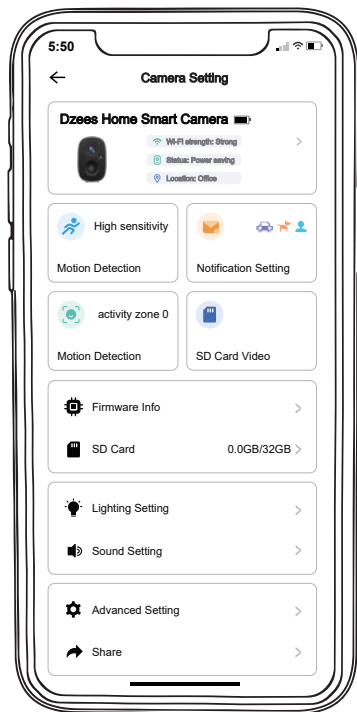 5:50
Camera Setting
Dzees Home Smart Camera
Wi-Fi strength: Strong
Status: Power saving
Location: Office
High sensitivity
Motion Detection
Notification Setting
activity zone 0
Motion Detection
SD Card Video
Firmware Info
SD Card 0.0GB/32GB
Lighting Setting
Sound Setting
Advanced Setting
Share